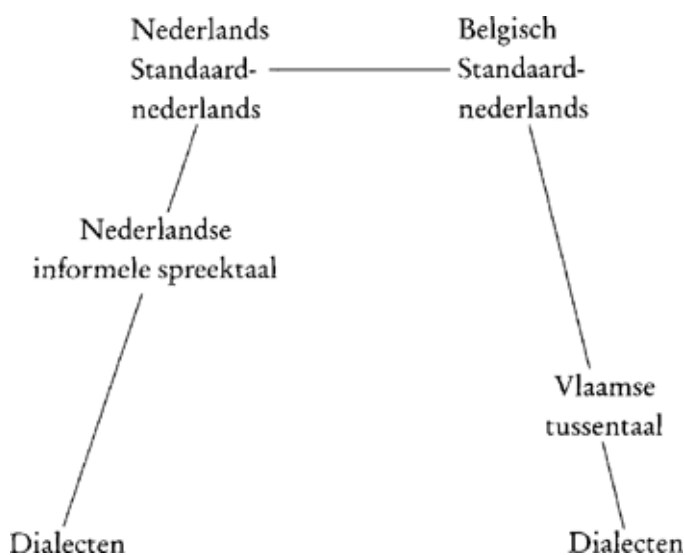 Nederlands
Standaard-
nederlands
Belgisch
Standaard-
nederlands
Nederlandse
informele spreektaal
Vlaamse
tussentaal
Dialecten
Dialecten